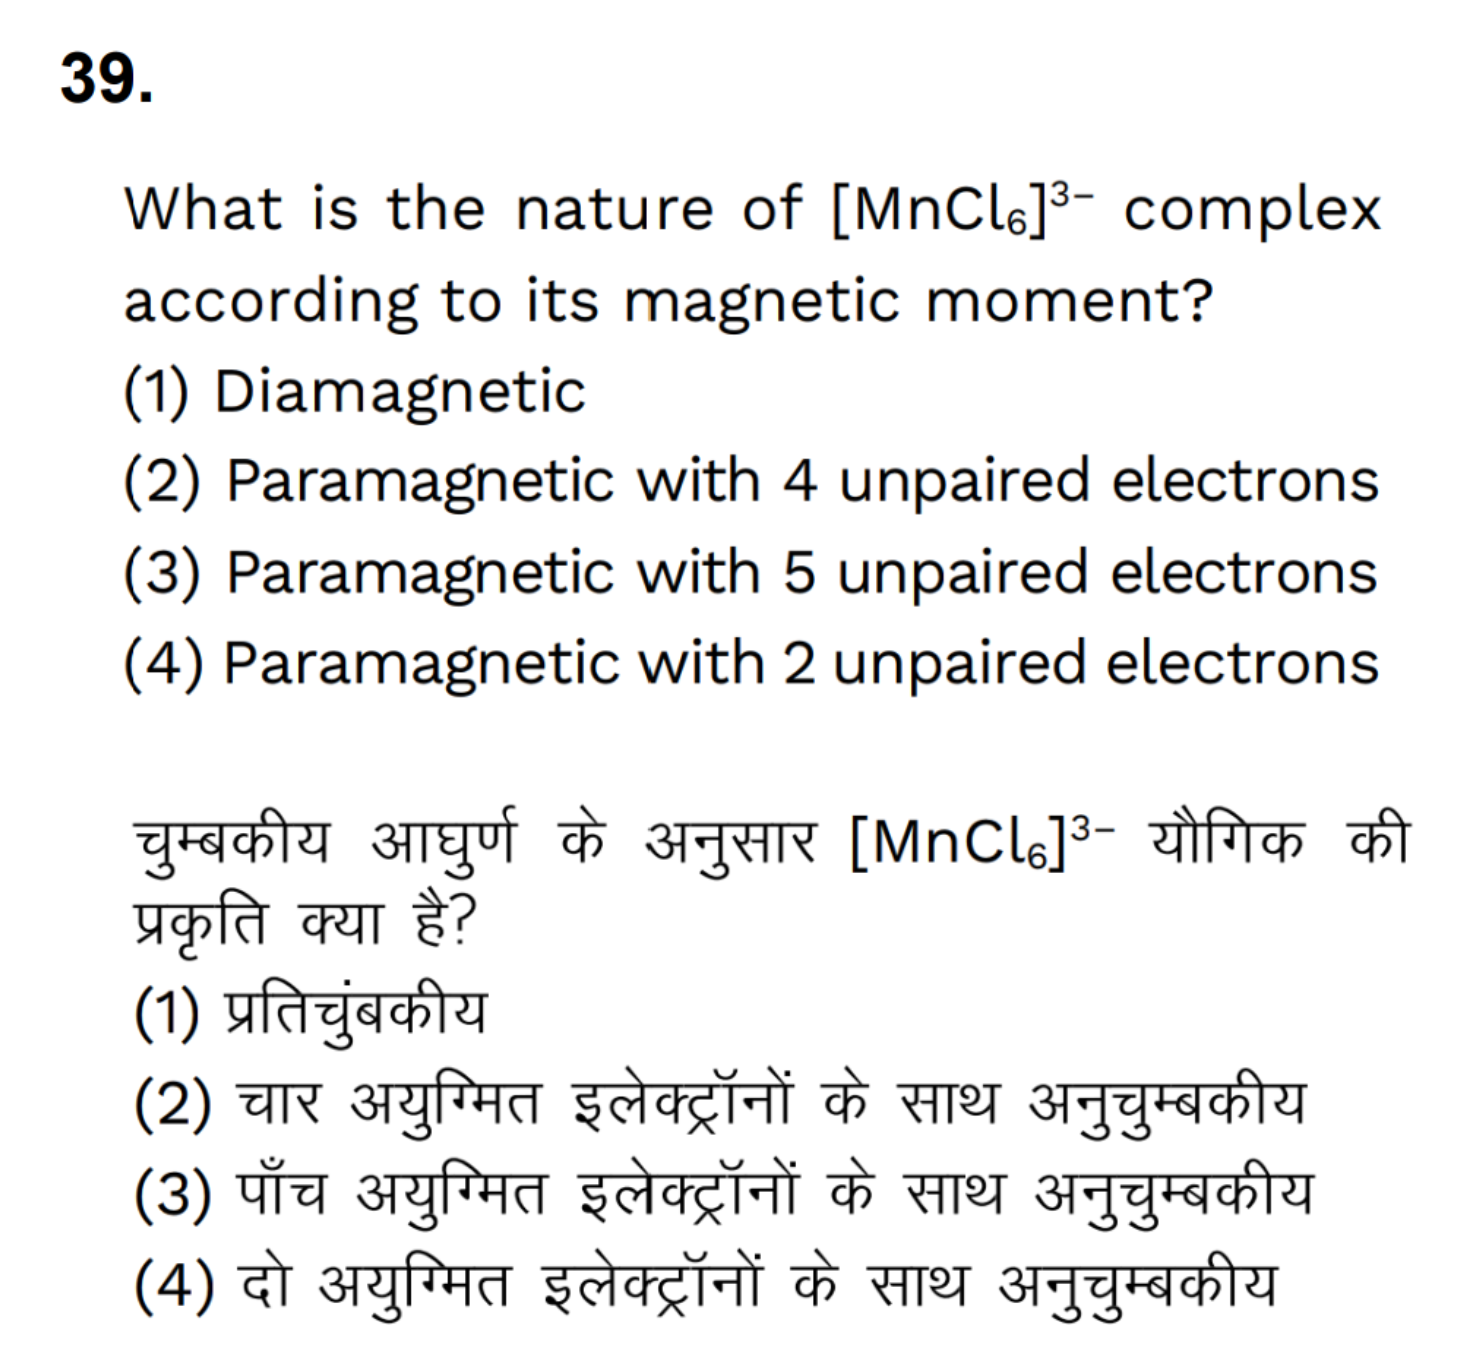 39.
What is the nature of [MnCl₆]³⁻ complex
according to its magnetic moment?
(1) Diamagnetic
(2) Paramagnetic with 4 unpaired electrons
(3) Paramagnetic with 5 unpaired electrons
(4) Paramagnetic with 2 unpaired electrons
चुम्बकीय आघुर्ण के अनुसार [MnCl₆]³⁻ यौगिक की
प्रकृति क्या है?
(1) प्रतिचुंबकीय
(2) चार अयुग्मित इलेक्ट्रॉनों के साथ अनुचुम्बकीय
(3) पाँच अयुग्मित इलेक्ट्रॉनों के साथ अनुचुम्बकीय
(4) दो अयुग्मित इलेक्ट्रॉनों के साथ अनुचुम्बकीय